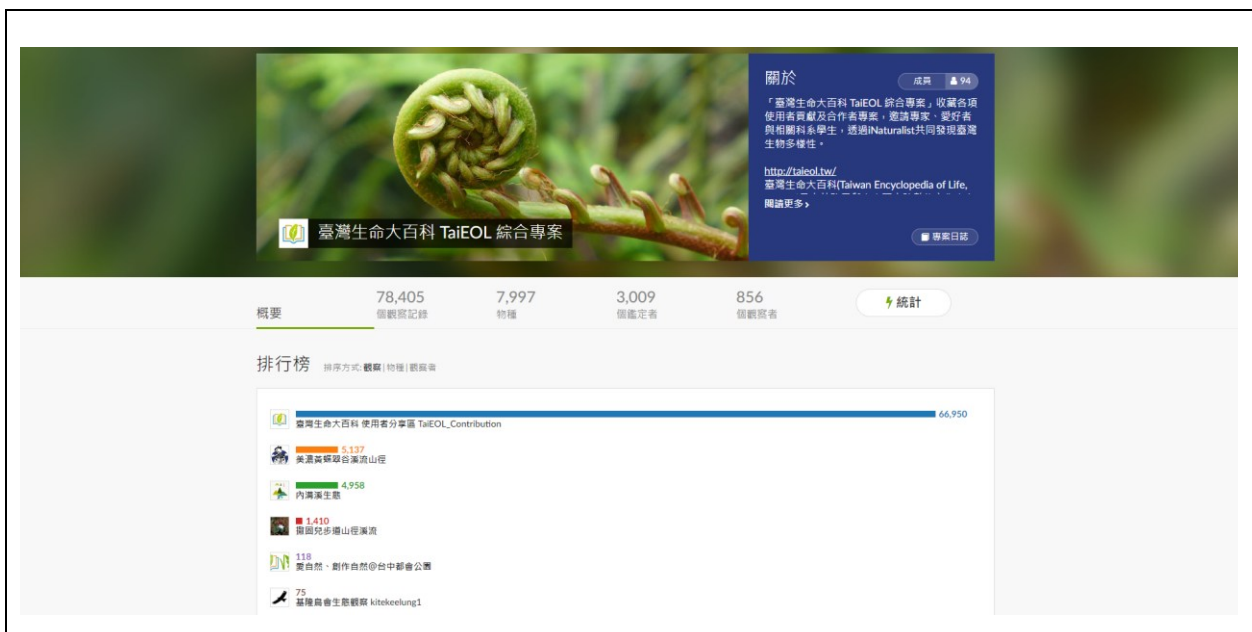 關於
成員 94
「臺灣生命大百科 TaiEOL 綜合專案」收藏各項
使用者貢獻及合作者專案，邀請專家、愛好者
與相關科系學生，透過iNaturalist共同發現臺灣
生物多樣性。
http://taieol.tw/
臺灣生命大百科(Taiwan Encyclopedia of Life,
閱讀更多›
專案日誌
臺灣生命大百科 TaiEOL 綜合專案
概要
78,405
個觀察記錄
7,997
物種
3,009
個鑑定者
856
個觀察者
統計
排行榜 排序方式: 觀察 | 物種 | 觀察者
66,950
臺灣生命大百科 使用者分享區 TaiEOL_Contribution
5,137
美濃黃蝶翠谷溪流山徑
4,958
內溝溪生態
1,410
撒固兒步道山徑溪流
118
愛自然、創作自然@台中都會公園
75
基隆鳥會生態觀察 kitekeelung1